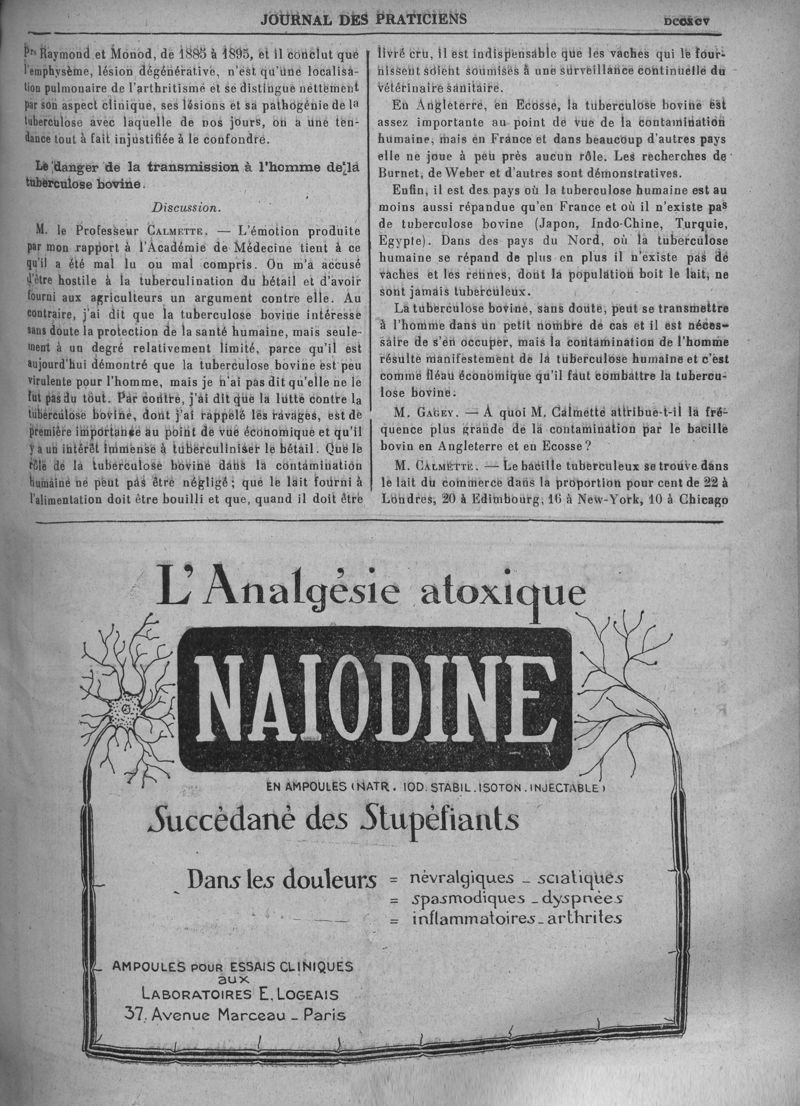 JOURNAL DES PRATICIENS
DCCXCV
Prs Raymond et Monod, de 1885 à 1895, et il conclut que
l'emphysème, lésion dégénérative, n'est qu'une localisa-
tion pulmonaire de l'arthritisme et se distingue nettement
par son aspect clinique, ses lésions et sa pathogénie de la
tuberculose avec laquelle de nos jours, on a une ten-
dance tout à fait injustifiée à le confondre.
Le danger de la transmission à l'homme de la
tuberculose bovine.
Discussion.
M. le Professeur CALMETTE. — L'émotion produite
par mon rapport à l'Académie de Médecine tient à ce
qu'il a été mal lu ou mal compris. On m'a accusé
d'être hostile à la tuberculination du bétail et d'avoir
fourni aux agriculteurs un argument contre elle. Au
contraire, j'ai dit que la tuberculose bovine intéresse
sans doute la protection de la santé humaine, mais seule-
ment à un degré relativement limité, parce qu'il est
aujourd'hui démontré que la tuberculose bovine est peu
virulente pour l'homme, mais je n'ai pas dit qu'elle ne le
fut pas du tout. Par contre, j'ai dit que la lutte contre la
tuberculose bovine, dont j'ai rappelé les ravages, est de
première importance au point de vue économique et qu'il
y a un intérêt immense à tuberculiniser le bétail. Que le
rôle de la tuberculose bovine dans la contamination
humaine ne peut pas être négligé ; que le lait fourni à
l'alimentation doit être bouilli et que, quand il doit être
livré cru, il est indispensable que les vaches qui le four-
nissent soient soumises à une surveillance continuelle du
vétérinaire sanitaire.
En Angleterre, en Ecosse, la tuberculose bovine est
assez importante au point de vue de la contamination
humaine, mais en France et dans beaucoup d'autres pays
elle ne joue à peu près aucun rôle. Les recherches de
Burnet, de Weber et d'autres sont démonstratives.
Enfin, il est des pays où la tuberculose humaine est au
moins aussi répandue qu'en France et où il n'existe pas
de tuberculose bovine (Japon, Indo-Chine, Turquie,
Egypte). Dans des pays du Nord, où la tuberculose
humaine se répand de plus en plus il n'existe pas de
vaches et les rennes, dont la population boit le lait, ne
sont jamais tuberculeux.
La tuberculose bovine, sans doute, peut se transmettre
à l'homme dans un petit nombre de cas et il est néces-
saire de s'en occuper, mais la contamination de l'homme
résulte manifestement de la tuberculose humaine et c'est
comme fléau économique qu'il faut combattre la tubercu-
lose bovine.
M. GAGEY. — A quoi M. Calmette attribue-t-il la fré-
quence plus grande de la contamination par le bacille
bovin en Angleterre et en Ecosse ?
M. CALMETTE. — Le bacille tuberculeux se trouve dans
le lait du commerce dans la proportion pour cent de 22 à
Londres, 20 à Edimbourg, 16 à New-York, 10 à Chicago
L'Analgésie atoxique
NAIODINE
EN AMPOULES (NATR. IOD. STABIL. ISOTON. INJECTABLE)
Succédané des Stupéfiants
Dans les douleurs = névralgiques _ sciatiques
= spasmodiques _ dyspnées
= inflammatoires _ arthrites
AMPOULES POUR ESSAIS CLINIQUES
aux
LABORATOIRES E. LOGEAIS
37, Avenue Marceau _ Paris